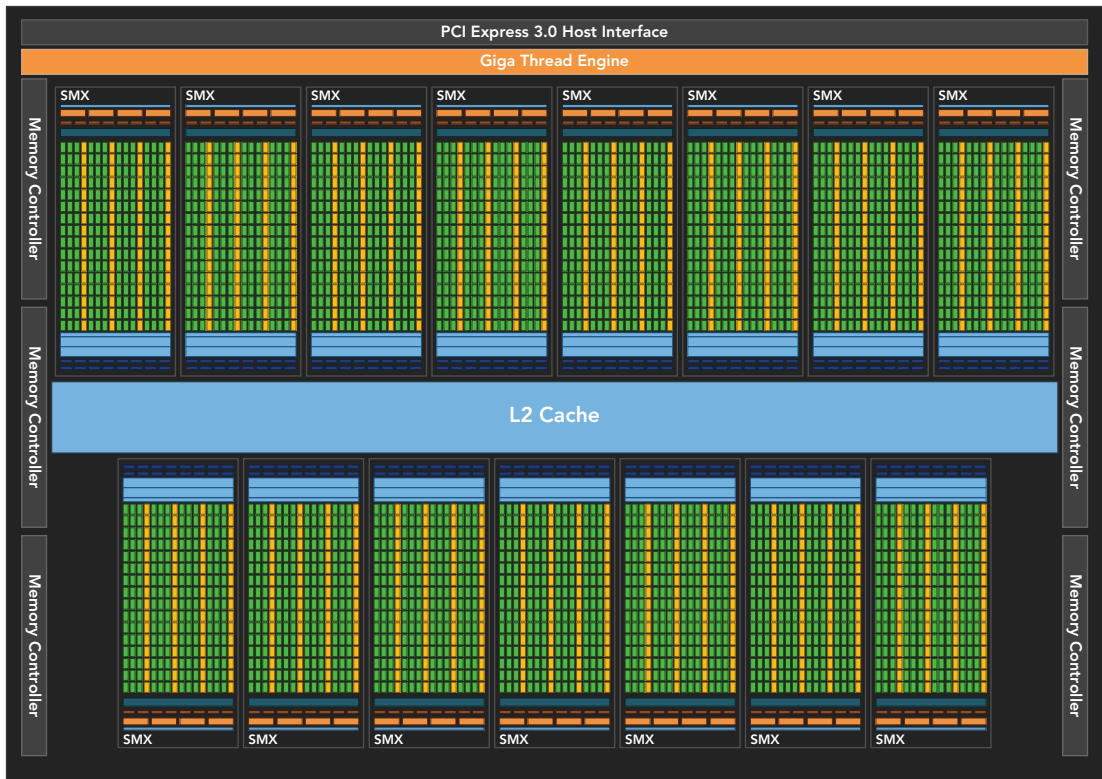 PCI Express 3.0 Host Interface
Giga Thread Engine
SMX
SMX
SMX
SMX
SMX
SMX
SMX
SMX
Memory Controller
Memory Controller
Memory Controller
Memory Controller
L2 Cache
Memory Controller
Memory Controller
SMX
SMX
SMX
SMX
SMX
SMX
SMX